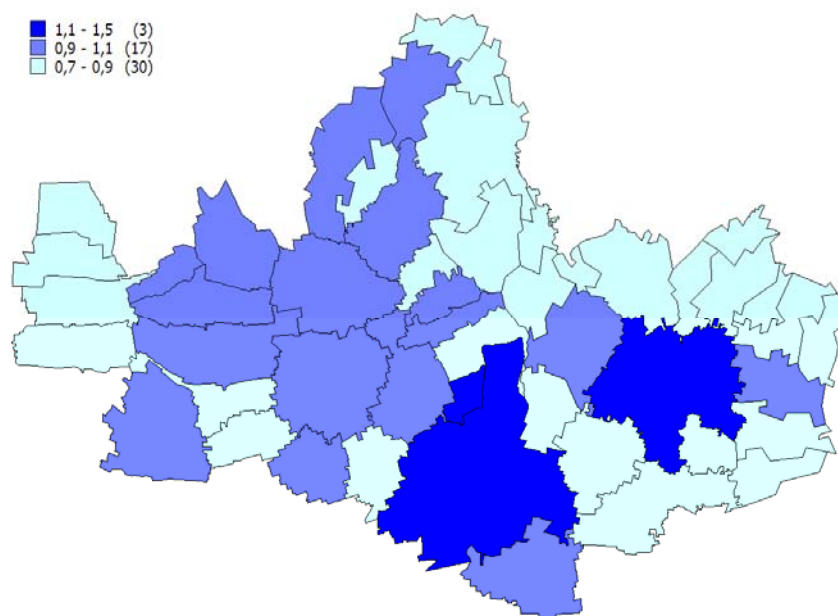 1,1 - 1,5 (3)
0,9 - 1,1 (17)
0,7 - 0,9 (30)